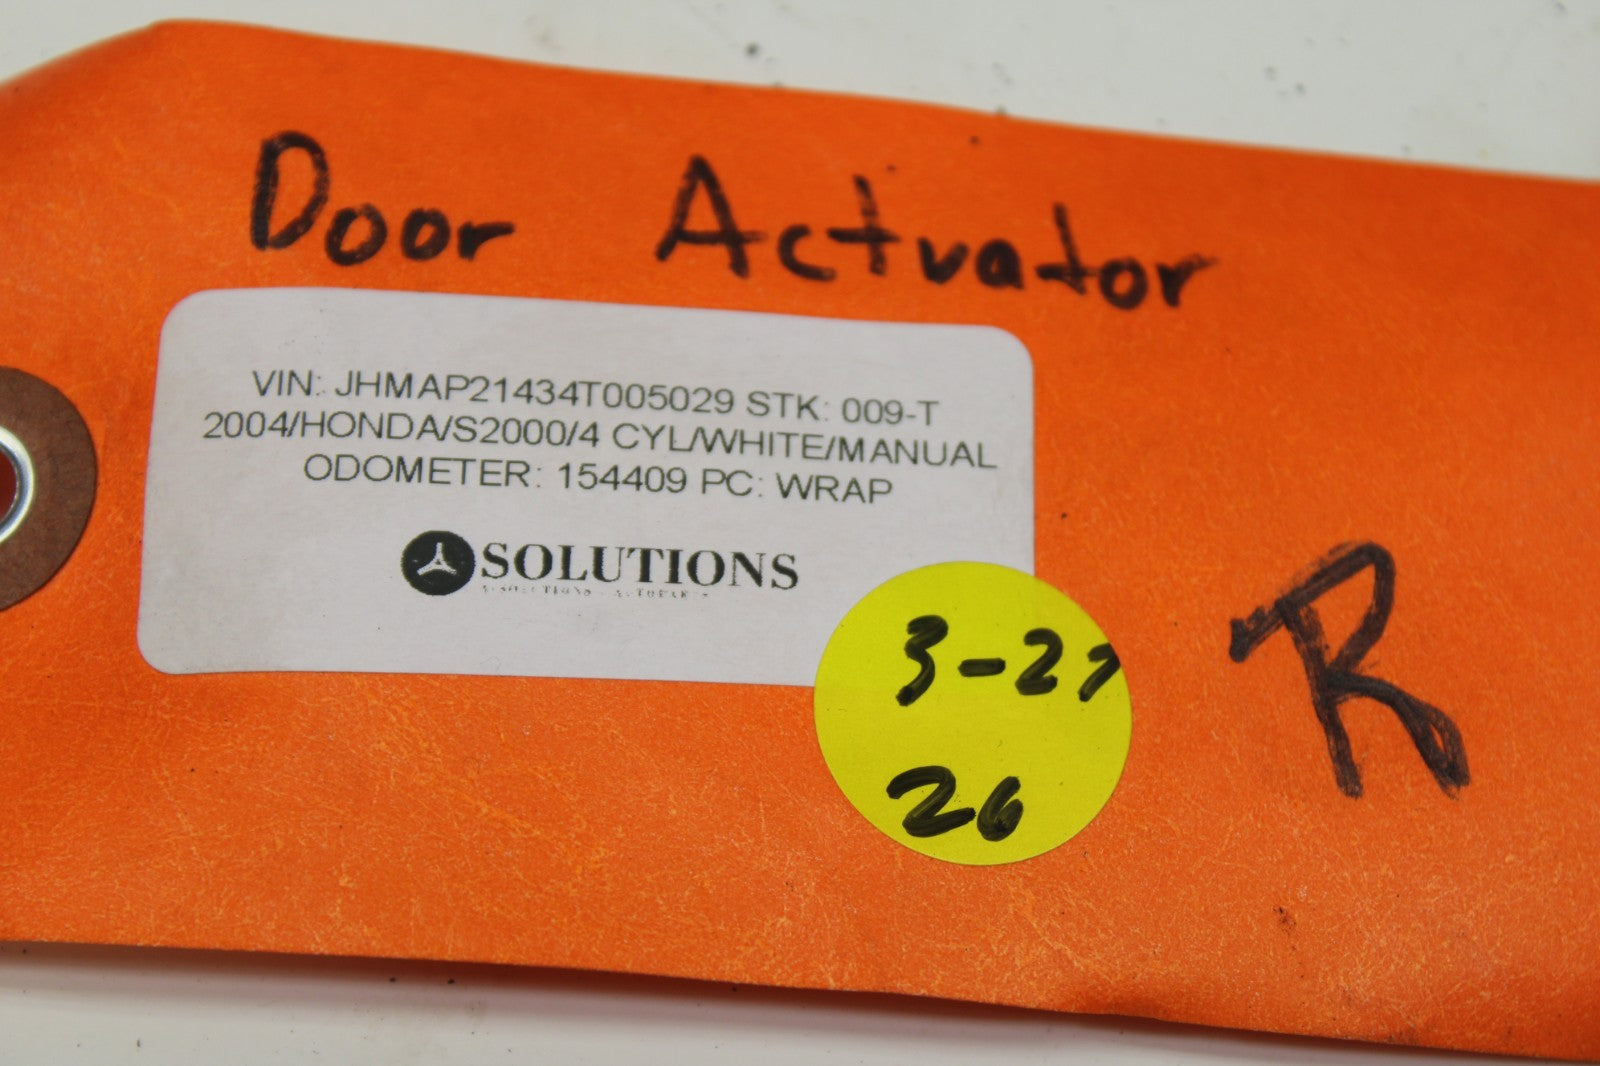 Door Actuator
VIN: JHMAP21434T005029 STK: 009-T
2004/HONDA/S2000/4 CYL/WHITE/MANUAL
ODOMETER: 154409 PC: WRAP
SOLUTIONS
3-27
26
R